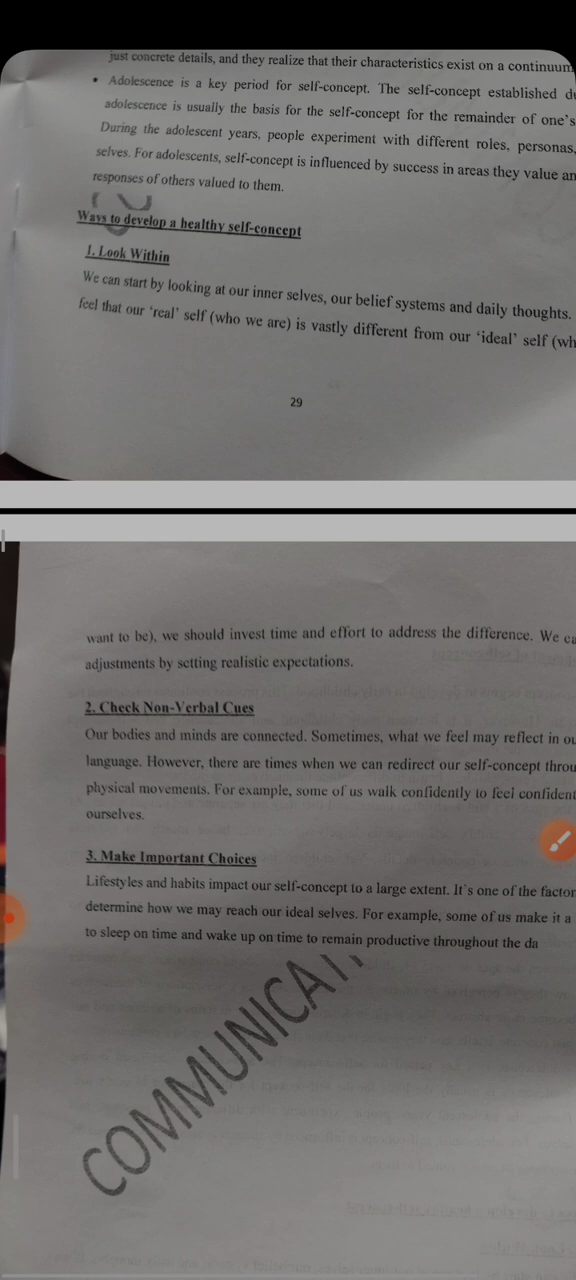 just concrete details, and they realize that their characteristics exist on a continuum
• Adolescence is a key period for self-concept. The self-concept established
adolescence is usually the basis for the self-concept for the remainder of one's
During the adolescent years, people experiment with different roles, personas,
selves. For adolescents, self-concept is influenced by success in areas they value
responses of others valued to them.
Ways to develop a healthy self-concept
1. Look Within
We can start by looking at our inner selves, our belief systems and daily thoughts.
feel that our 'real' self (who we are) is vastly different from our 'ideal' self
29
want to be), we should invest time and effort to address the difference. We
adjustments by setting realistic expectations.
2. Check Non-Verbal Cues
Our bodies and minds are connected. Sometimes, what we feel may reflect in
language. However, there are times when we can redirect our self-concept
physical movements. For example, some of us walk confidently to feel confident
ourselves.
3. Make Important Choices
Lifestyles and habits impact our self-concept to a large extent. It's one of the
determine how we may reach our ideal selves. For example, some of us make it a
to sleep on time and wake up on time to remain productive throughout the da